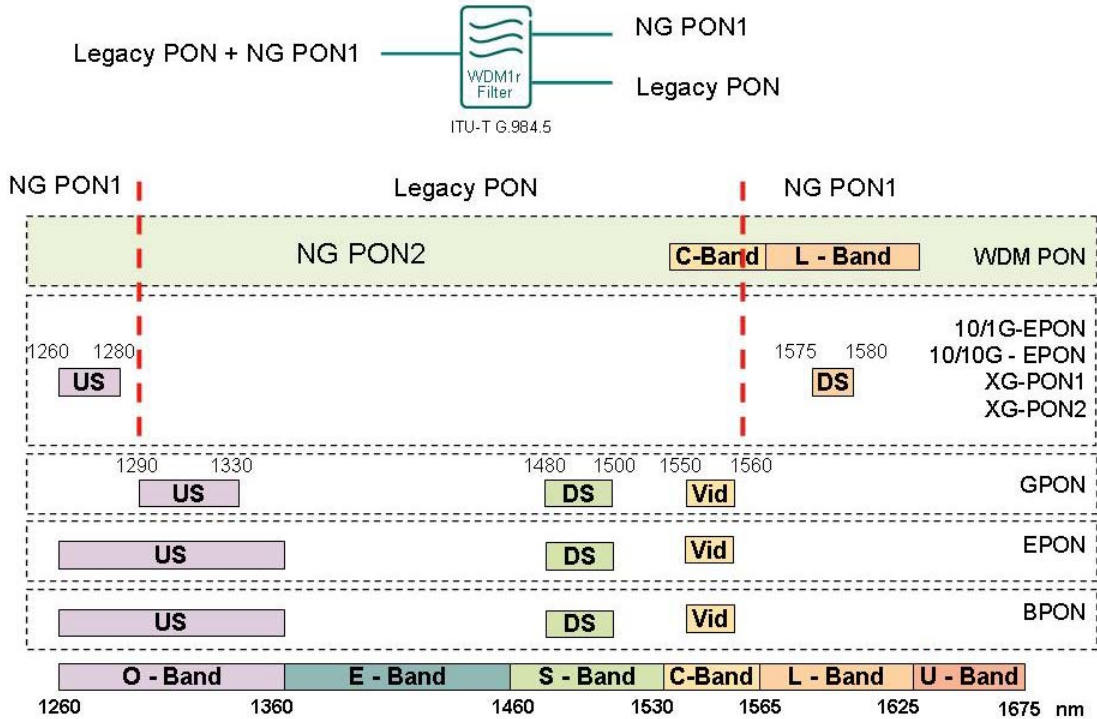 NG PON1
Legacy PON + NG PON1
WDM1r
Filter
Legacy PON
ITU-T G.984.5
NG PON1 Legacy PON NG PON1
NG PON2 C-Band L - Band WDM PON
10/1G-EPON
1260 1280 1575 1580 10/10G - EPON
US DS XG-PON1
XG-PON2
1290 1330 1480 1500 1550 1560
US DS Vid GPON
US DS Vid EPON
US DS Vid BPON
O - Band E - Band S - Band C-Band L - Band U - Band
1260 1360 1460 1530 1565 1625 1675 nm